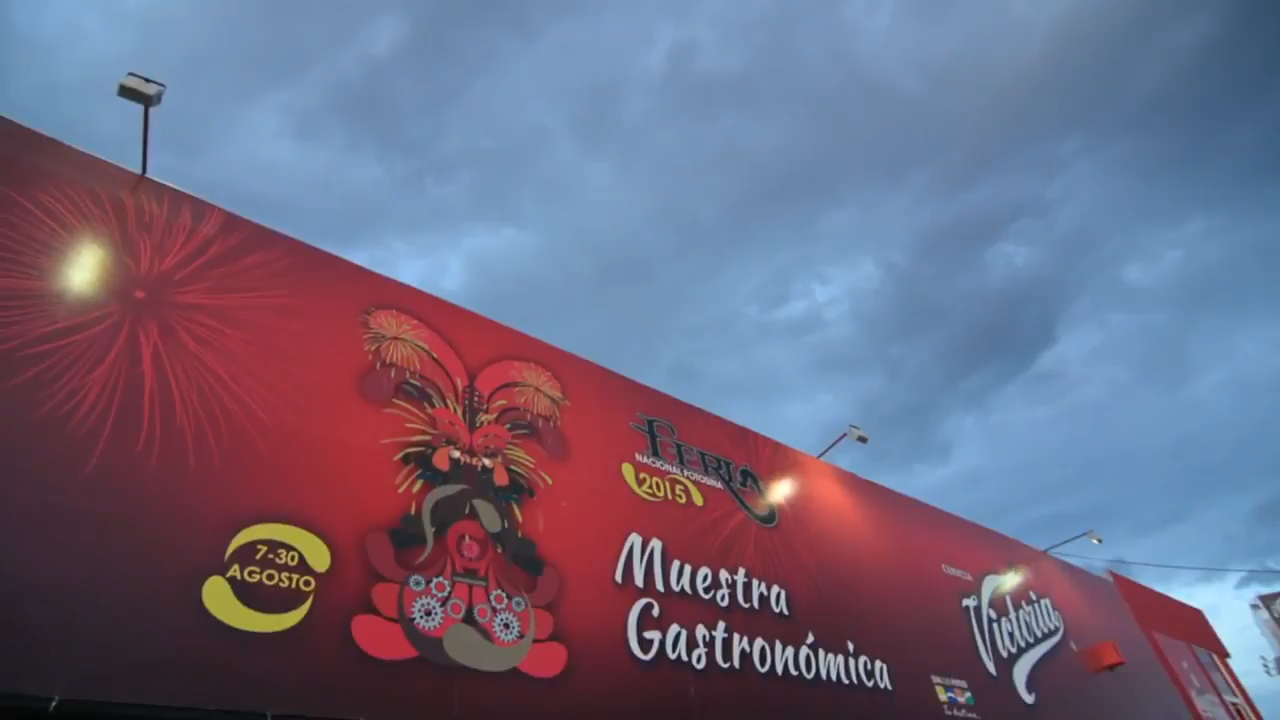 7-30
AGOSTO
FERIA
NACIONAL POTOSINA
2015
Muestra
Gastronómica
CERVEZA
Victoria